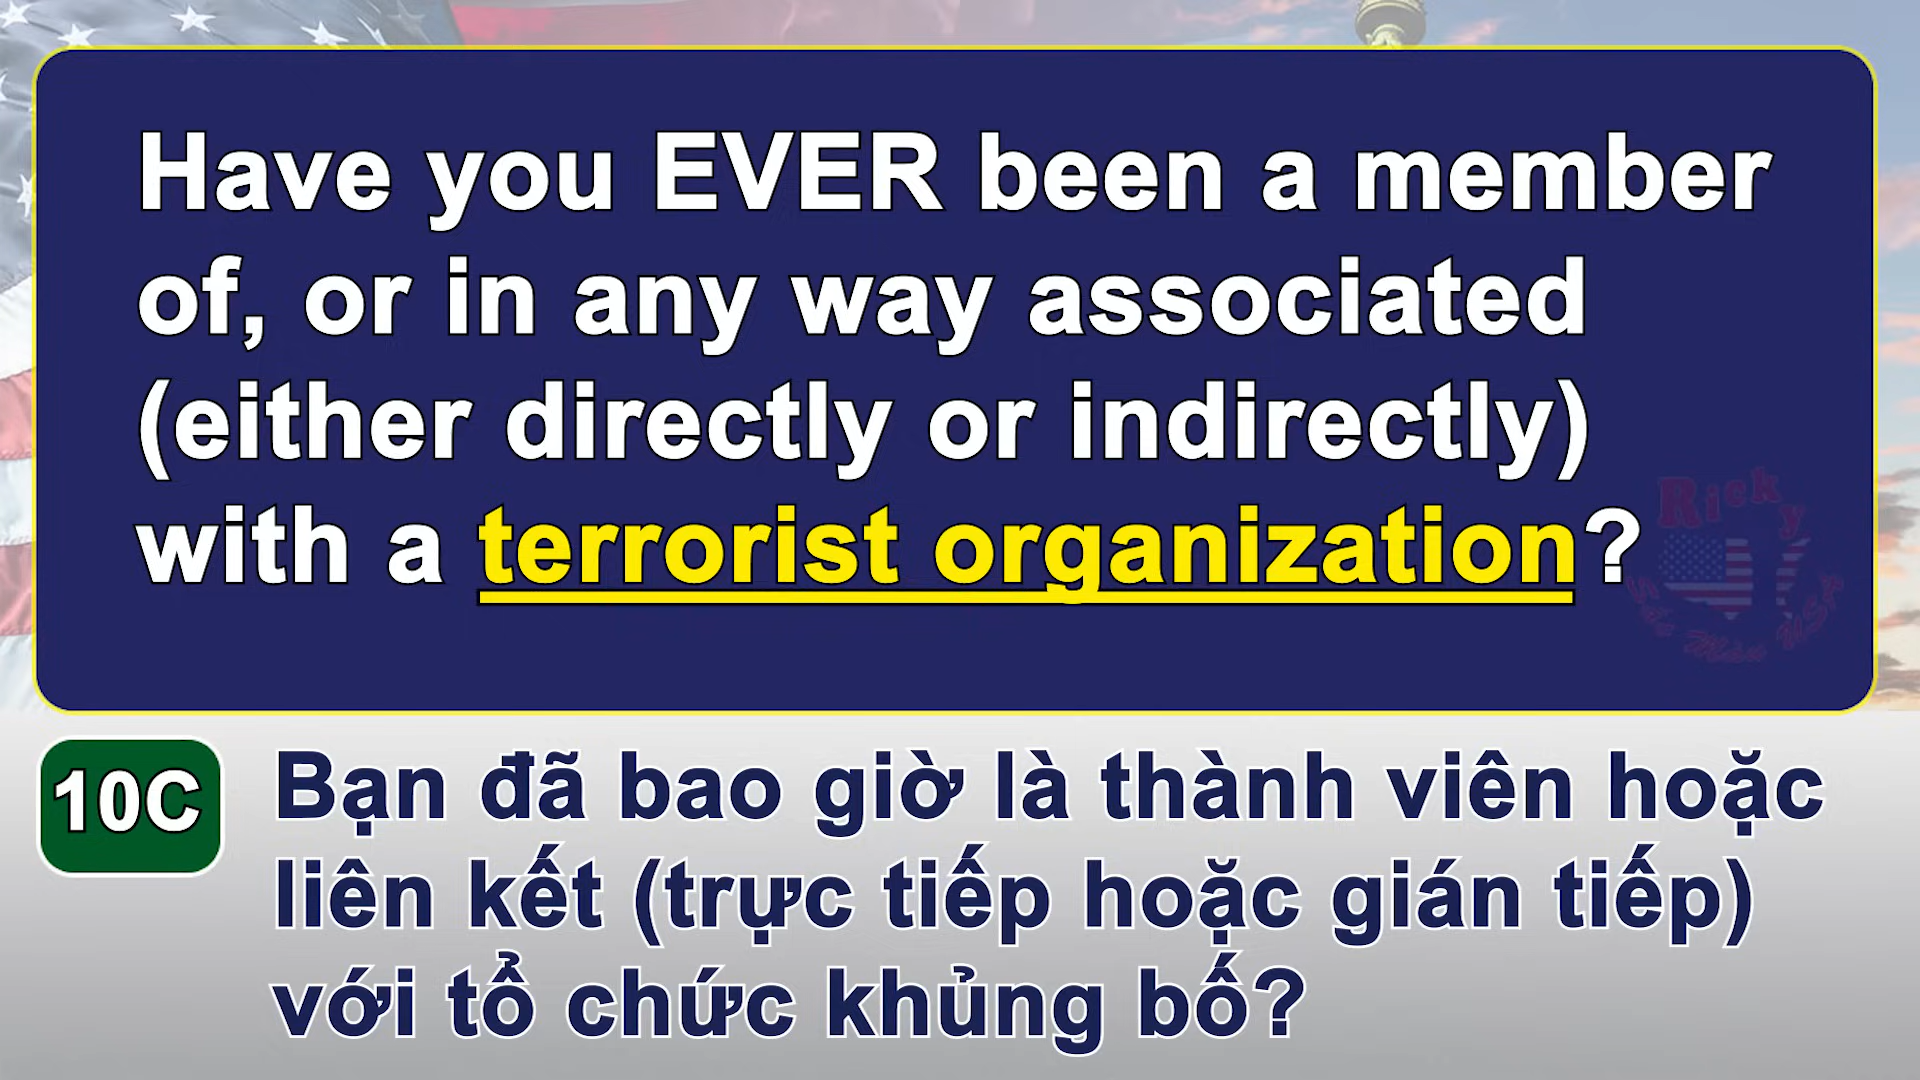 Have you EVER been a member
of, or in any way associated
(either directly or indirectly)
with a terrorist organization?
Ricky
10C
Bạn đã bao giờ là thành viên hoặc
liên kết (trực tiếp hoặc gián tiếp)
với tổ chức khủng bố?